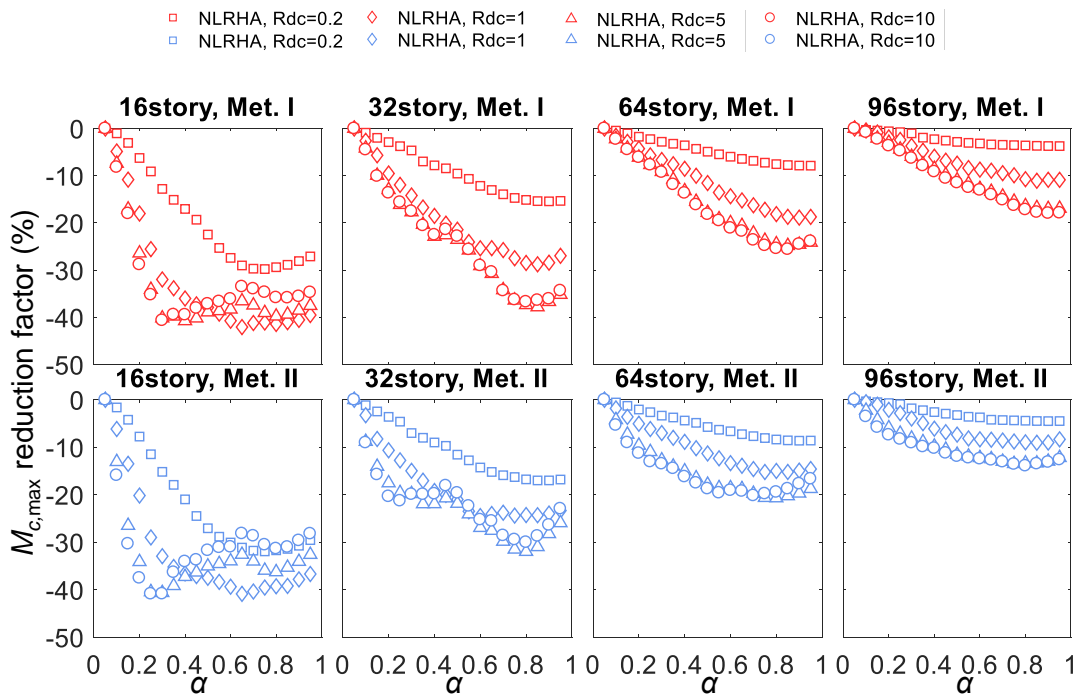 NLRHA, Rdc=0.2 NLRHA, Rdc=1 NLRHA, Rdc=5 NLRHA, Rdc=10
NLRHA, Rdc=0.2 NLRHA, Rdc=1 NLRHA, Rdc=5 NLRHA, Rdc=10
16story, Met. I 32story, Met. I 64story, Met. I 96story, Met. I
0
-10
-20
-30
-40
-50
16story, Met. II 32story, Met. II 64story, Met. II 96story, Met. II
0
-10
-20
-30
-40
-50
0 0.2 0.4 0.6 0.8 1 0 0.2 0.4 0.6 0.8 1 0 0.2 0.4 0.6 0.8 1 0 0.2 0.4 0.6 0.8 1
α α α α
Mc,max reduction factor (%)